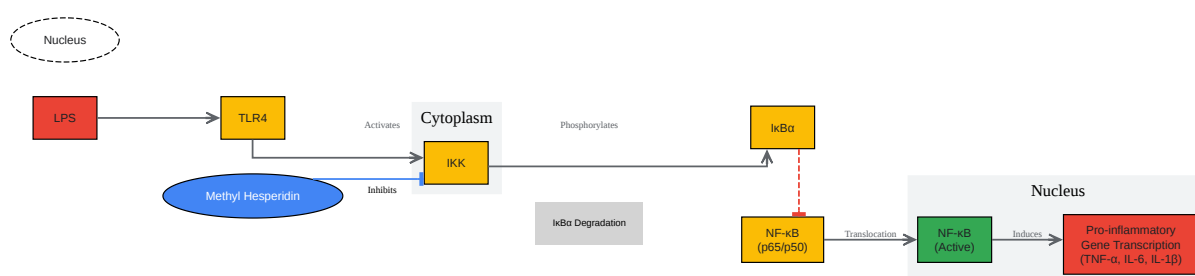 Nucleus
LPS
TLR4
Activates
Cytoplasm
IKK
Phosphorylates
IκBα
Methyl Hesperidin
Inhibits
IκBα Degradation
NF-κB
(p65/p50)
Translocation
Nucleus
NF-κB
(Active)
Induces
Pro-inflammatory
Gene Transcription
(TNF-α, IL-6, IL-1β)